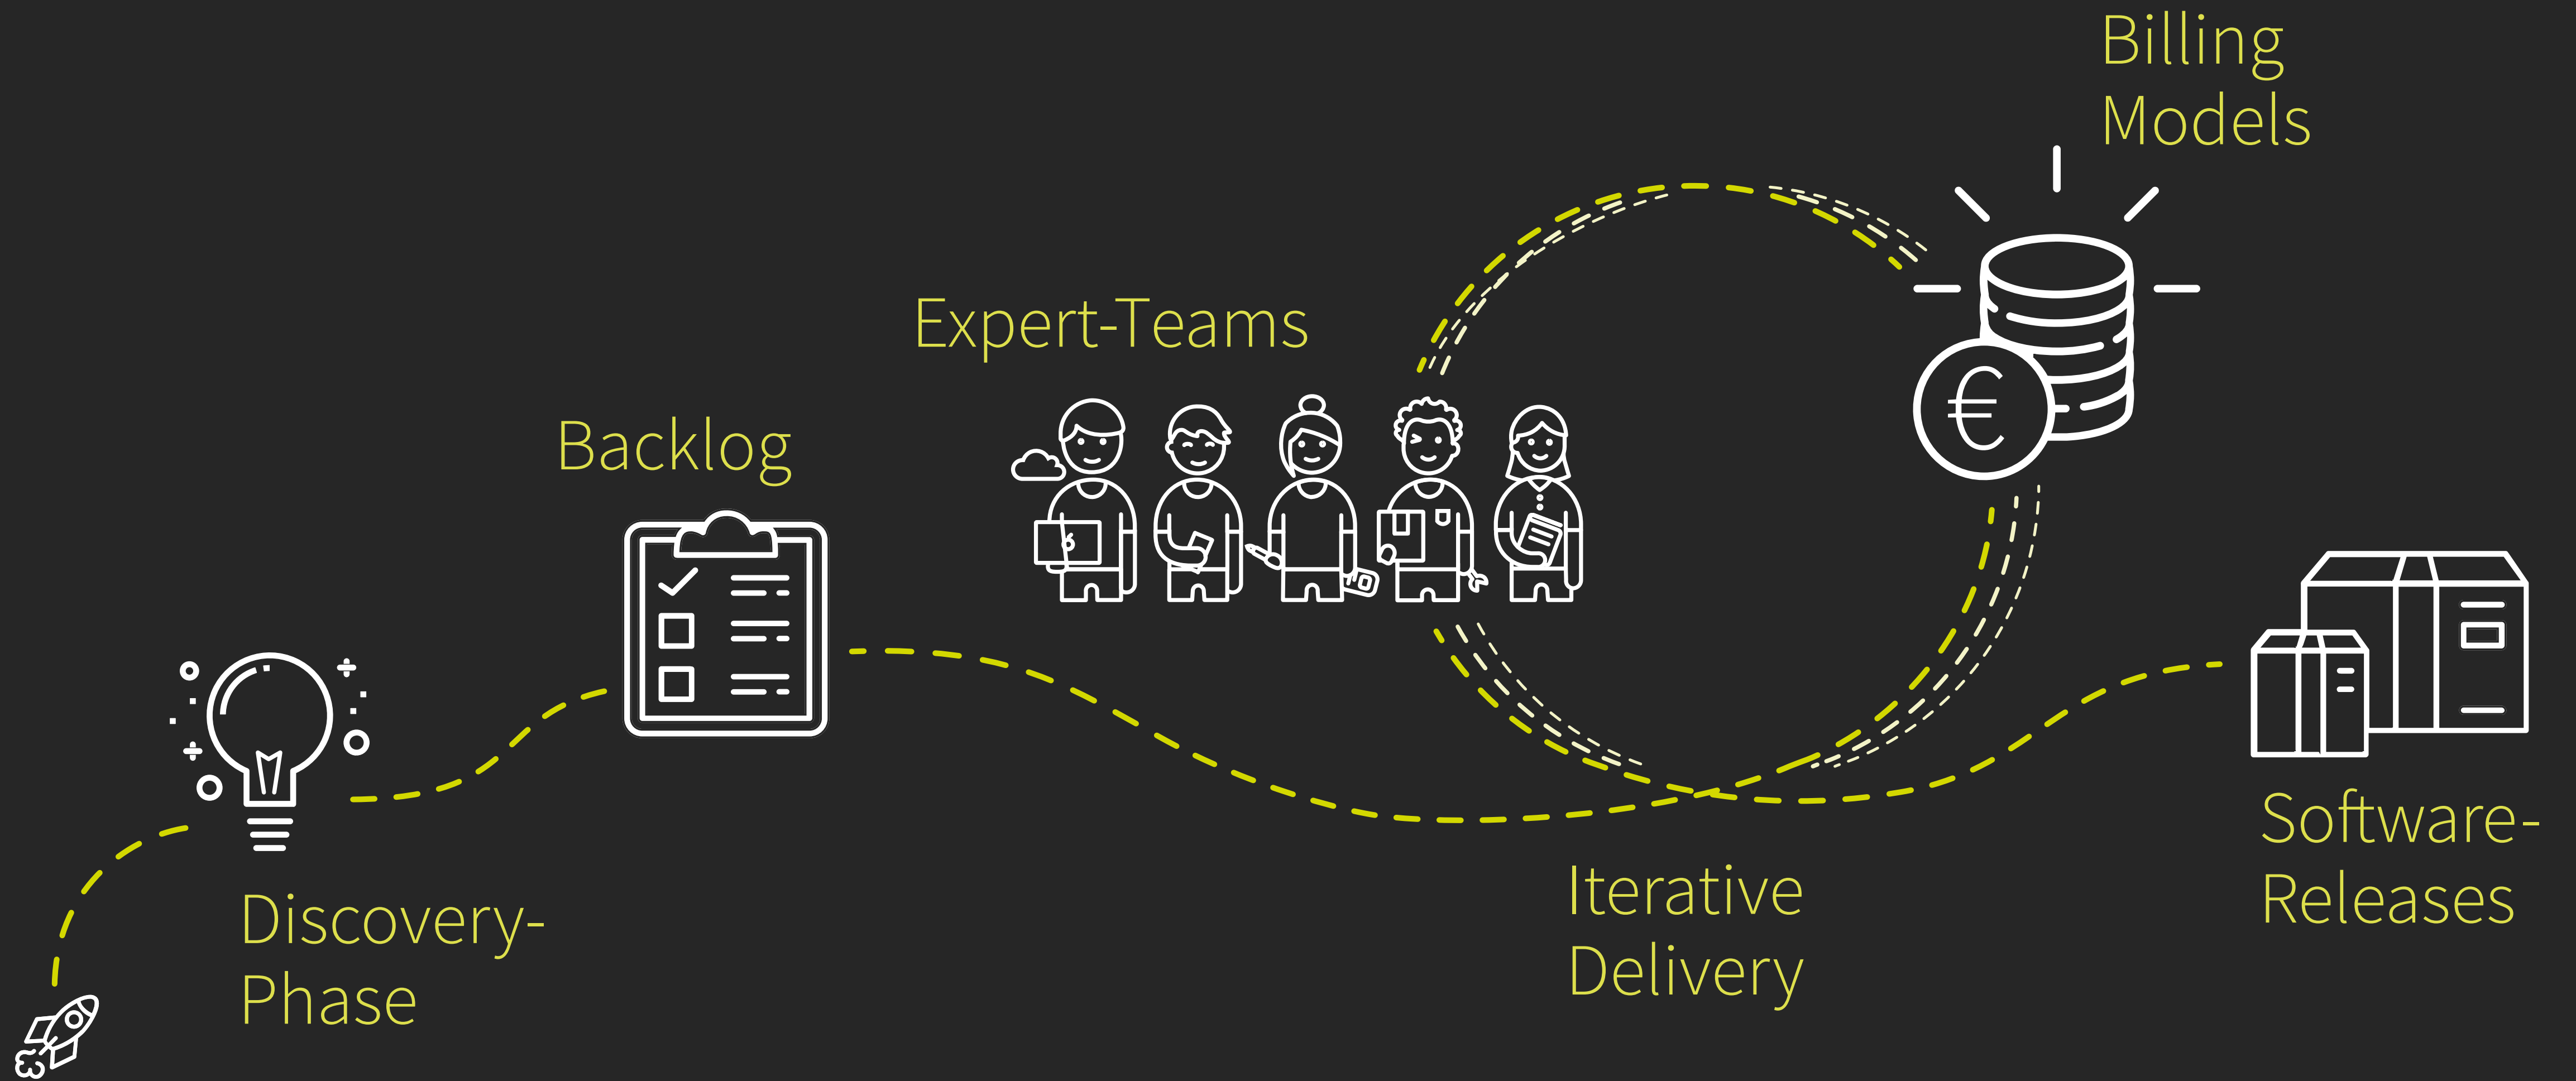 Billing
Models
Expert-Teams
Backlog
€
Discovery-
Phase
Iterative
Delivery
Software-
Releases